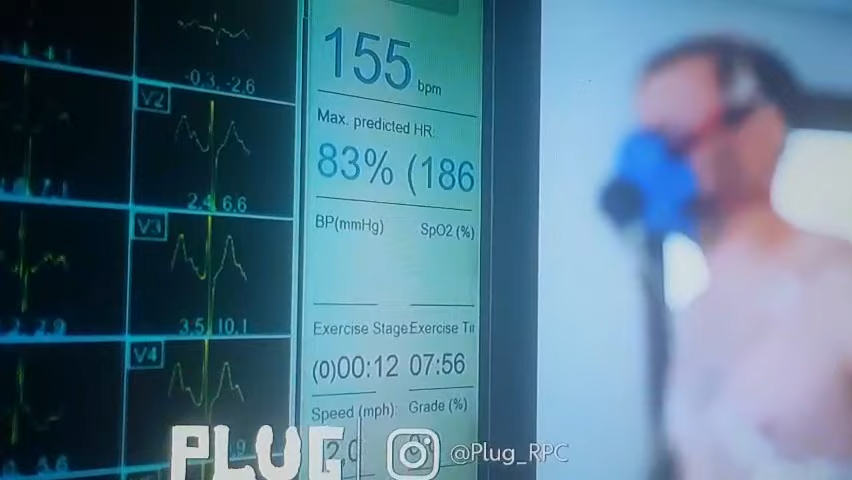 155 bpm
-0.3, -2.6
V2
Max. predicted HR:
83% (186
2.4, 6.6
V3
BP(mmHg) SpO2 (%)
3.5, 10.1
Exercise Stage Exercise Ti
V4
(0)00:12 07:56
Speed (mph): Grade (%)
2.0
PLUG
@Plug_RPC